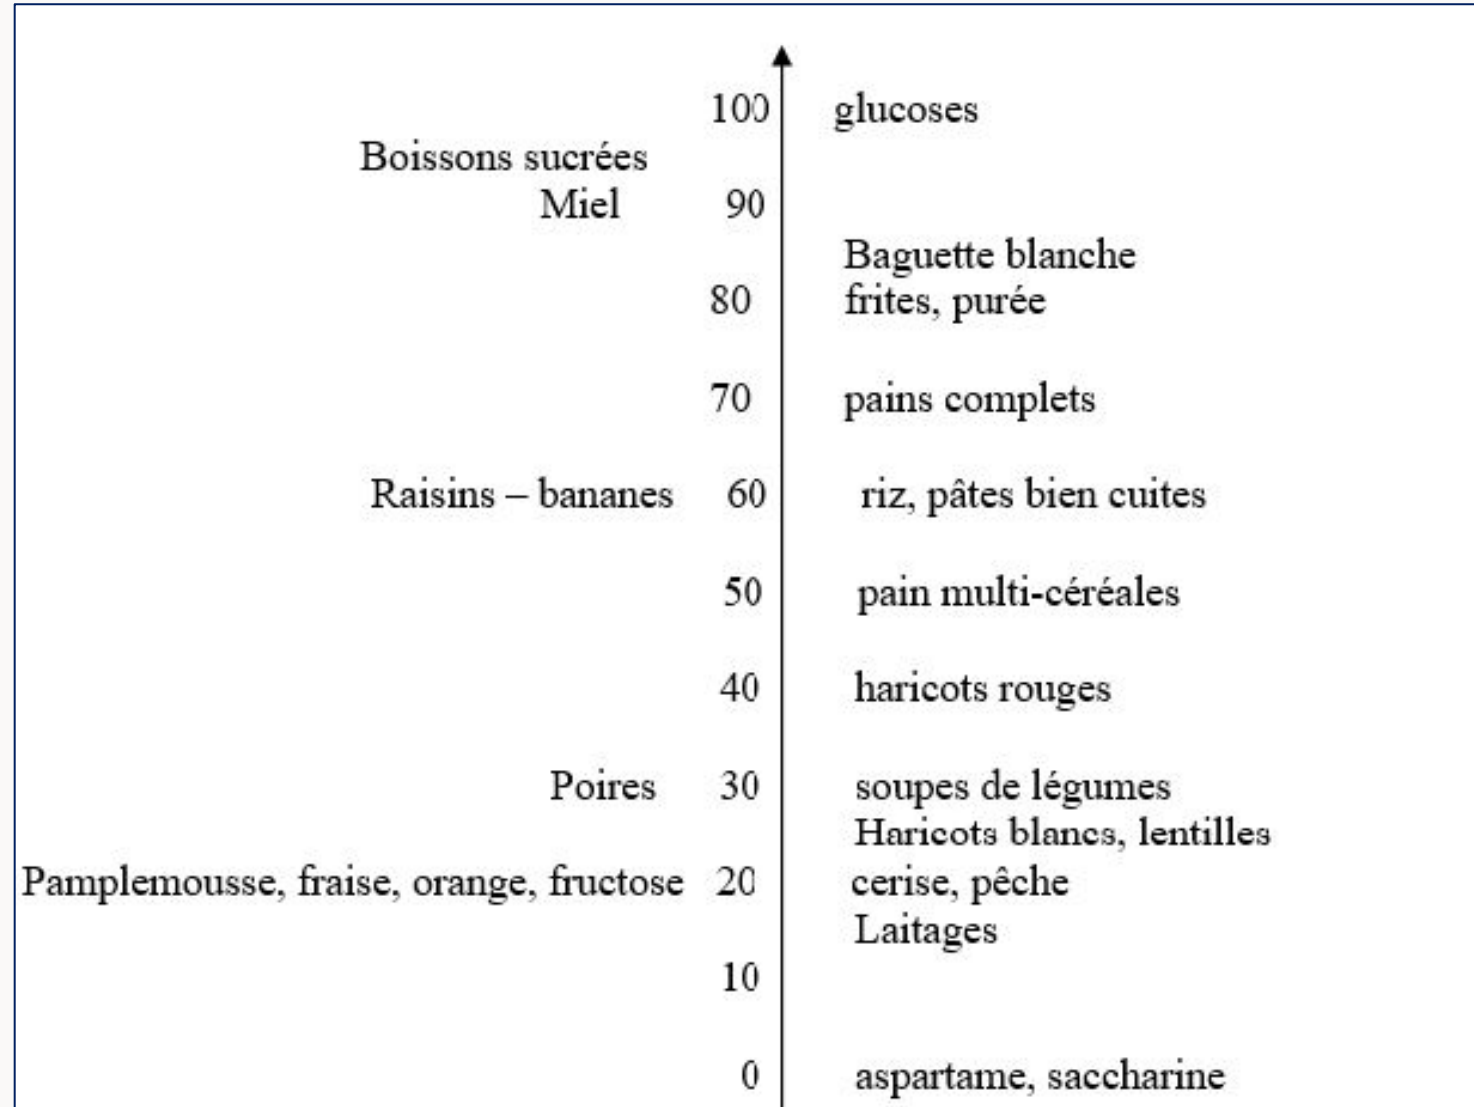 100 glucoses
Boissons sucrées
Miel 90
Baguette blanche
80 frites, purée
70 pains complets
Raisins – bananes 60 riz, pâtes bien cuites
50 pain multi-céréales
40 haricots rouges
Poires 30 soupes de légumes
Haricots blancs, lentilles
Pamplemousse, fraise, orange, fructose 20 cerise, pêche
Laitages
10
0 aspartame, saccharine